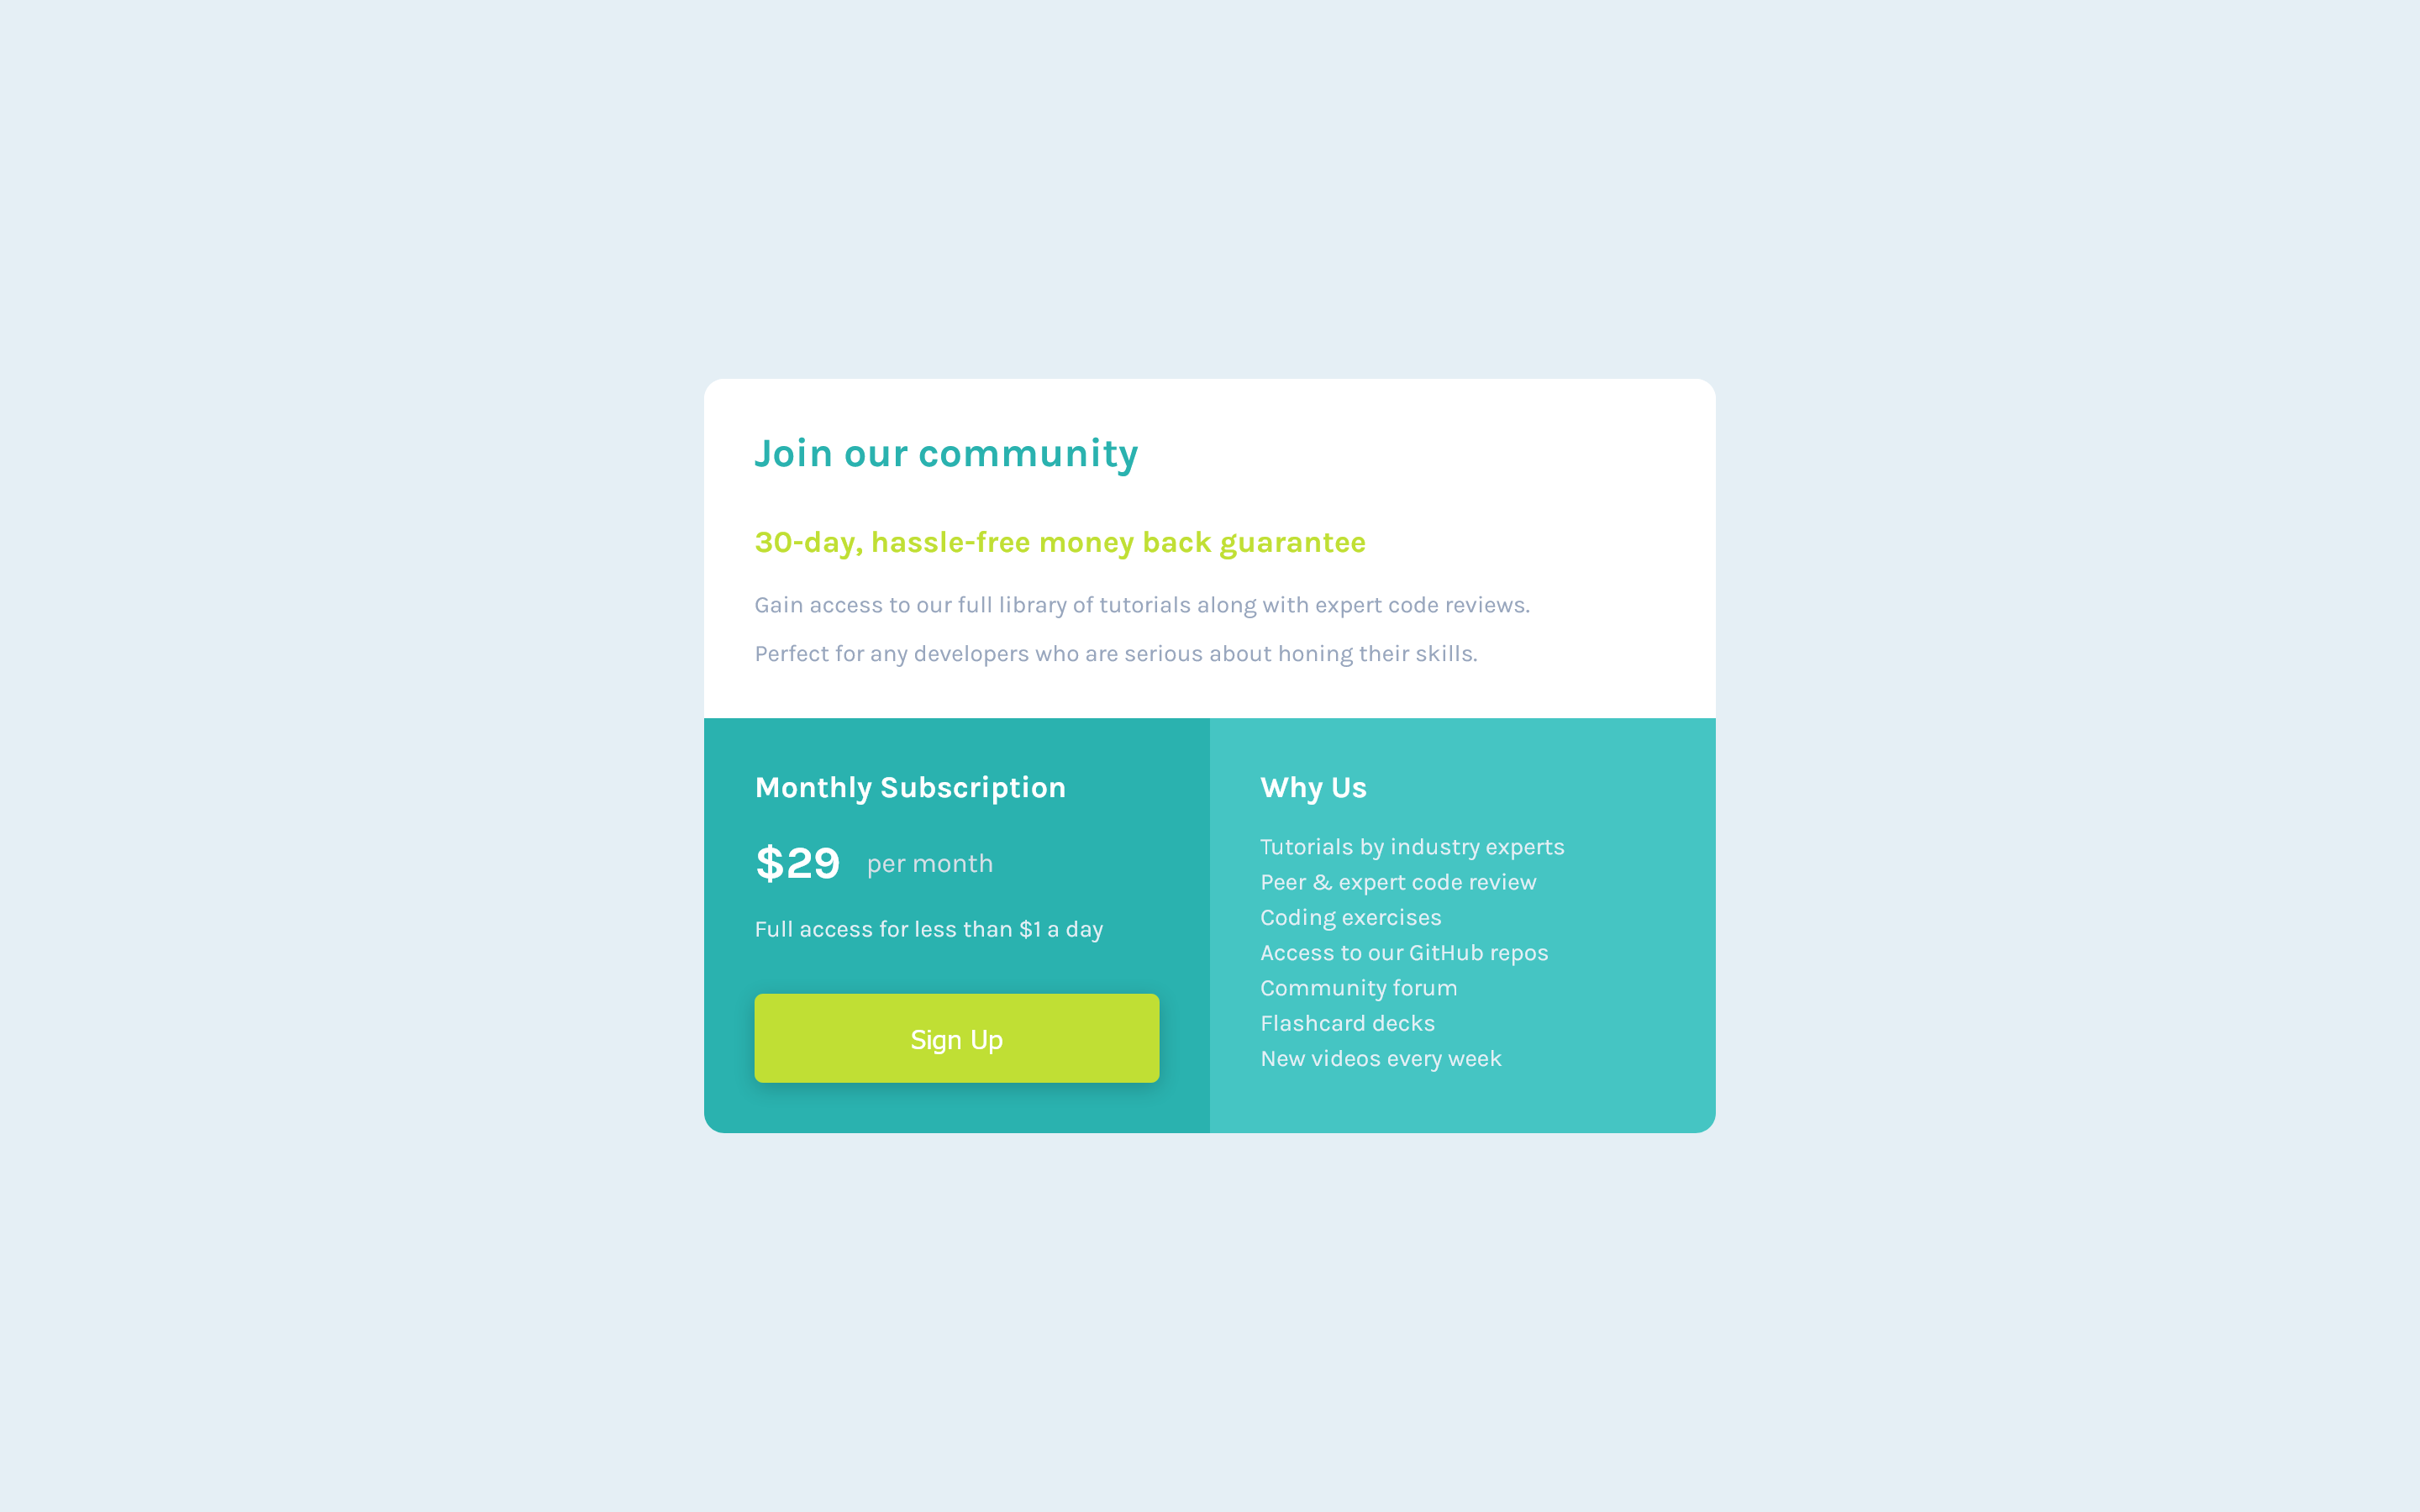 Join our community
30-day, hassle-free money back guarantee
Gain access to our full library of tutorials along with expert code reviews.
Perfect for any developers who are serious about honing their skills.
Monthly Subscription
$29 per month
Full access for less than $1 a day
Sign Up
Why Us
Tutorials by industry experts
Peer & expert code review
Coding exercises
Access to our GitHub repos
Community forum
Flashcard decks
New videos every week